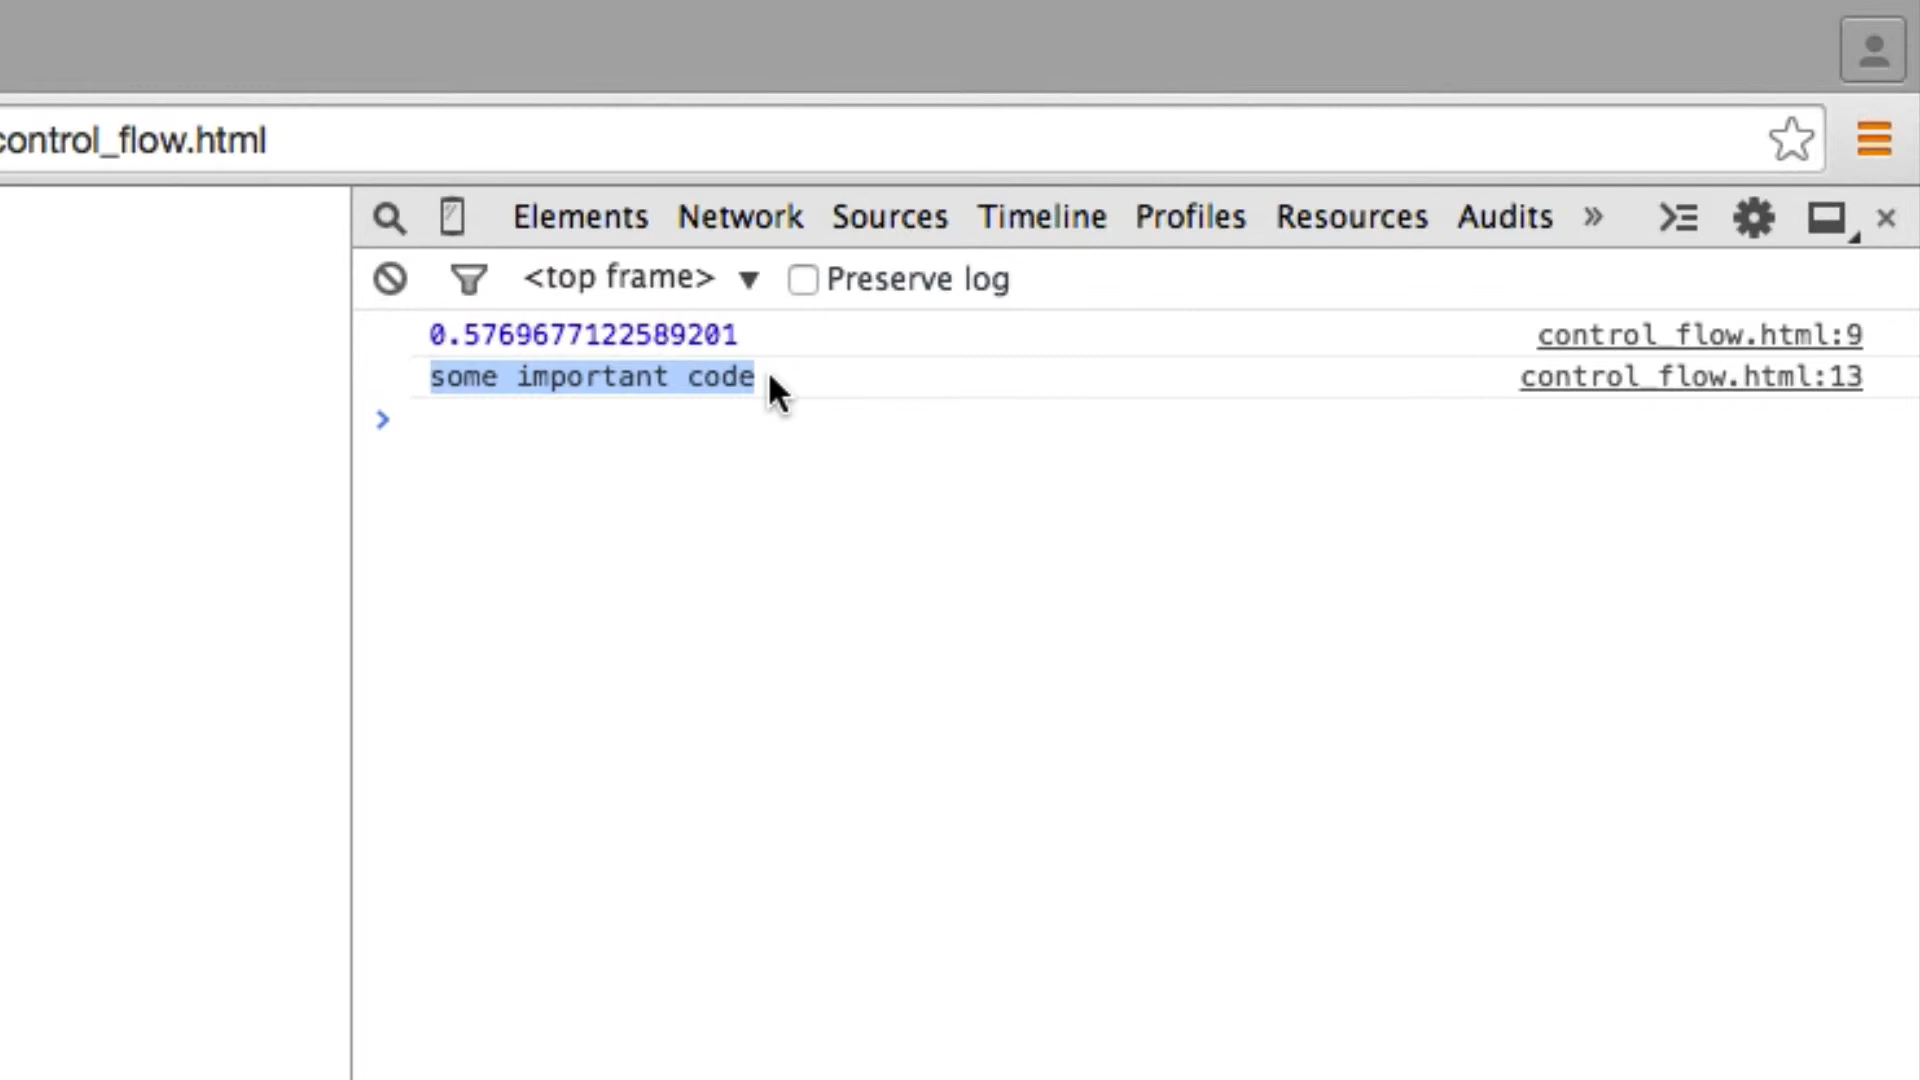 control_flow.html
Elements Network Sources Timeline Profiles Resources Audits »
<top frame> ▼ Preserve log
0.5769677122589201 control_flow.html:9
some important code control_flow.html:13
>